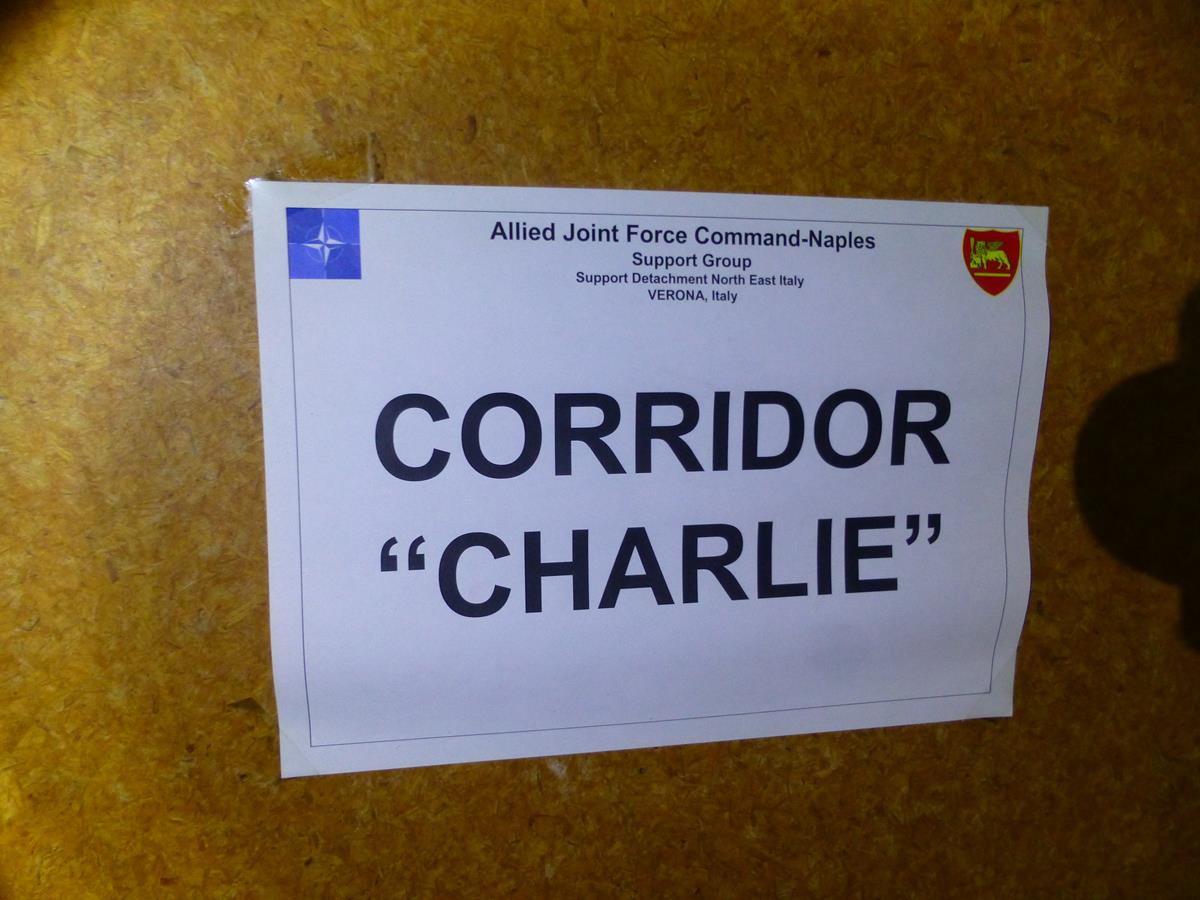 Allied Joint Force Command-Naples
Support Group
Support Detachment North East Italy
VERONA, Italy
CORRIDOR
“CHARLIE”